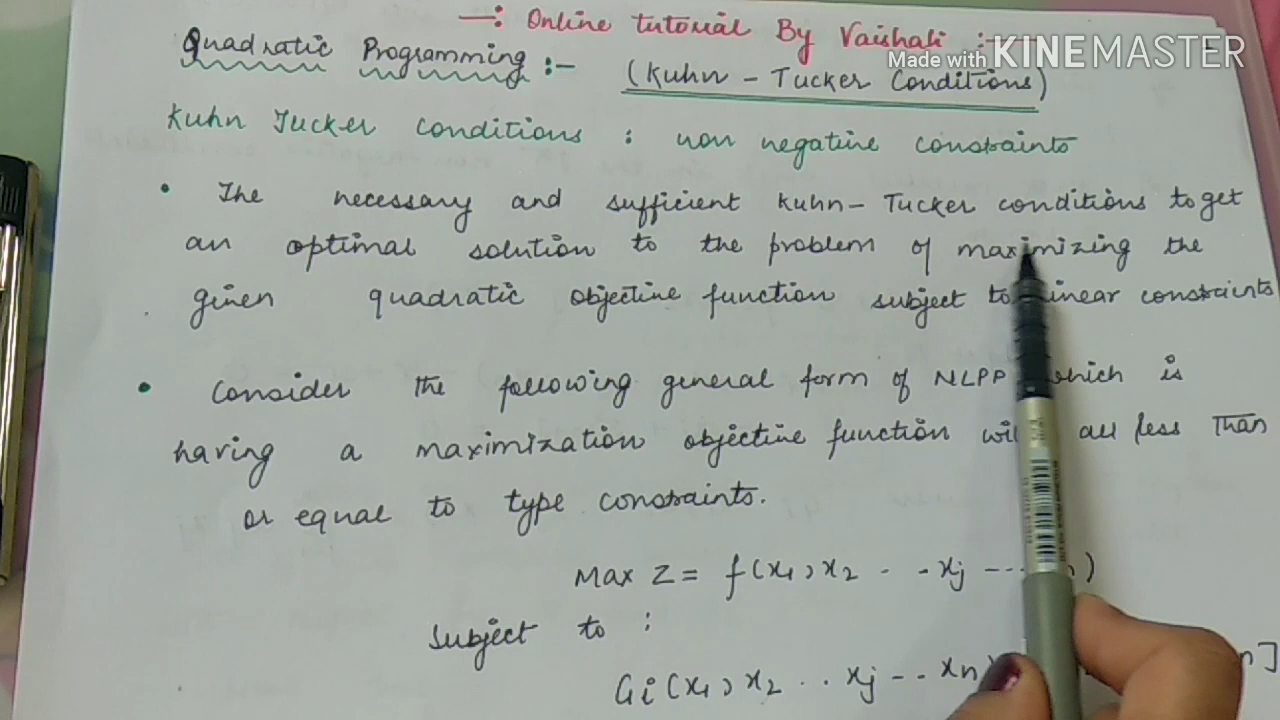 —: Online tutorial By Vaishali :—
Made with KINEMASTER
Quadratic Programming :-
(Kuhn - Tucker Conditions)
Kuhn Tucker conditions : non negative constraints
• The necessary and sufficient Kuhn-Tucker conditions to get
an optimal solution to the problem of maximizing the
given quadratic objective function subject to linear constraints
• Consider the following general form of NLPP which is
having a maximization objective function with all less than
or equal to type constraints.
Max Z = f(x1, x2 - - xj ---- n)
Subject to :
Gi(x1, x2 .. xj -- xn) n]